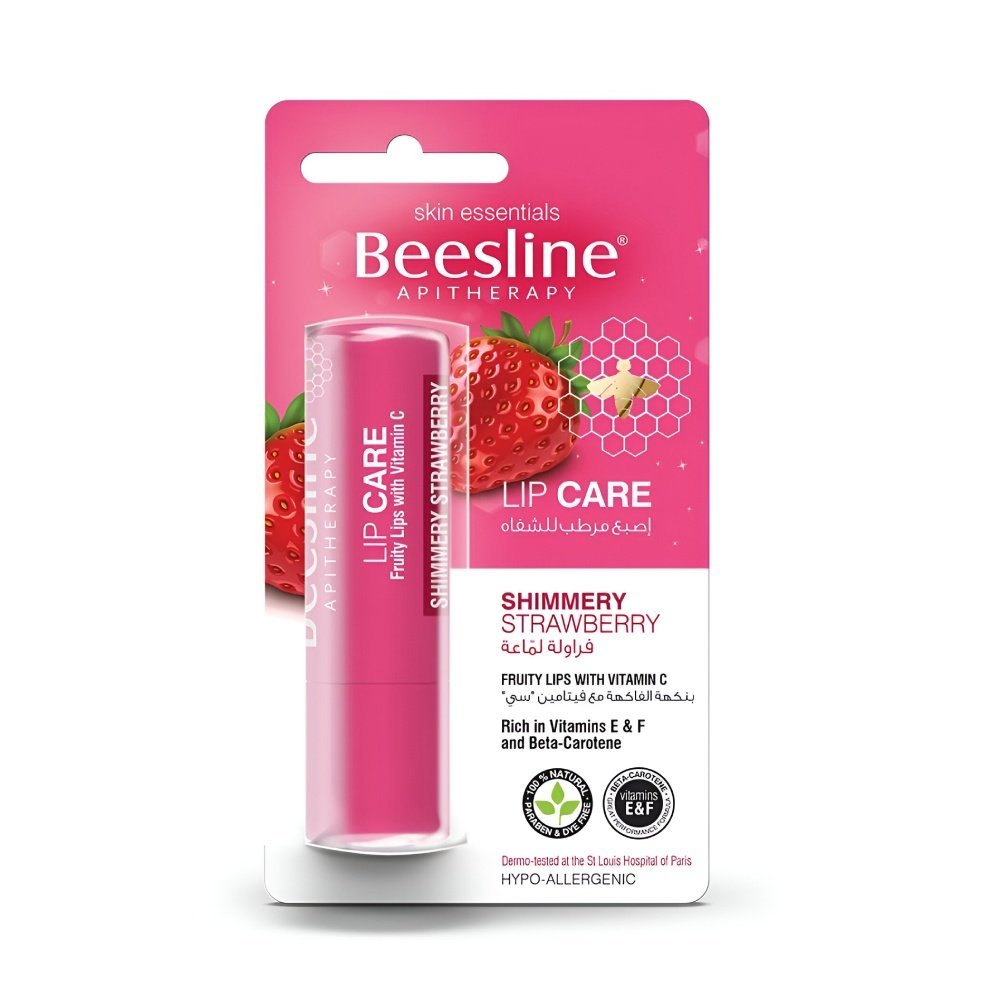 skin essentials
Beesline®
APITHERAPY
Beesline
APITHERAPY
LIP CARE
Fruity Lips with Vitamin C
SHIMMERY STRAWBERRY
LIP CARE
إصبع مرطب للشفاه
SHIMMERY
STRAWBERRY
فراولة لمّاعة
FRUITY LIPS WITH VITAMIN C
بنكهة الفاكهة مع فيتامين "سي"
Rich in Vitamins E & F
and Beta-Carotene
100 % NATURAL
PARABEN & DYE FREE
BETA-CAROTENE
vitamins
E&F
GREAT PERFORMANCE FORMULA
Dermo-tested at the St Louis Hospital of Paris
HYPO-ALLERGENIC